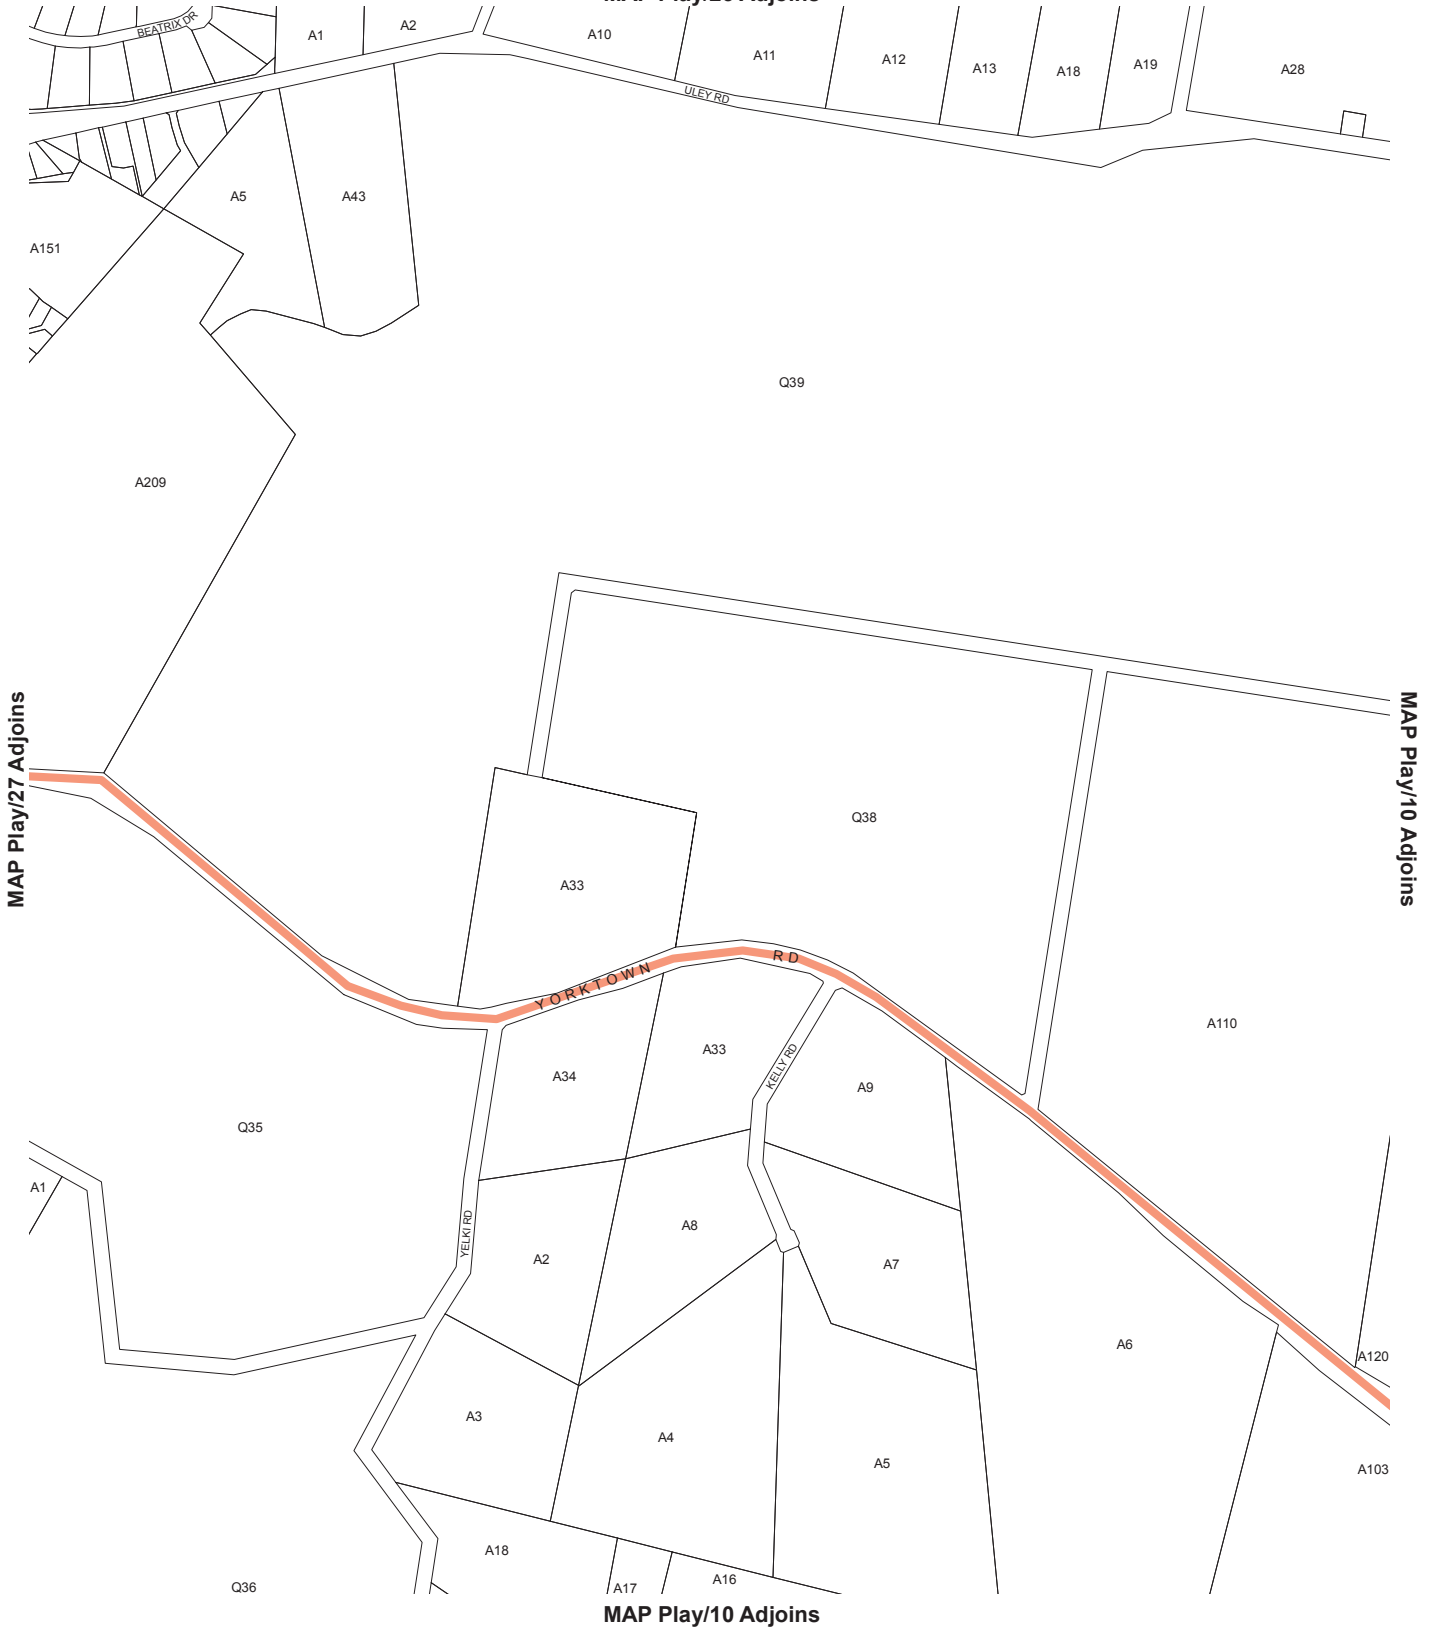 BEATRIX DR
A1
A2
A10
A11
A12
A13
A18
A19
A28
ULEY RD
A5
A43
A151
Q39
A209
MAP Play/27 Adjoins
MAP Play/10 Adjoins
Q38
A33
YORKTOWN RD
A110
A34
A33
KELLY RD
A9
Q35
A1
YELKI RD
A2
A8
A7
A6
A120
A3
A4
A5
A103
A18
A17
A16
Q36
MAP Play/10 Adjoins